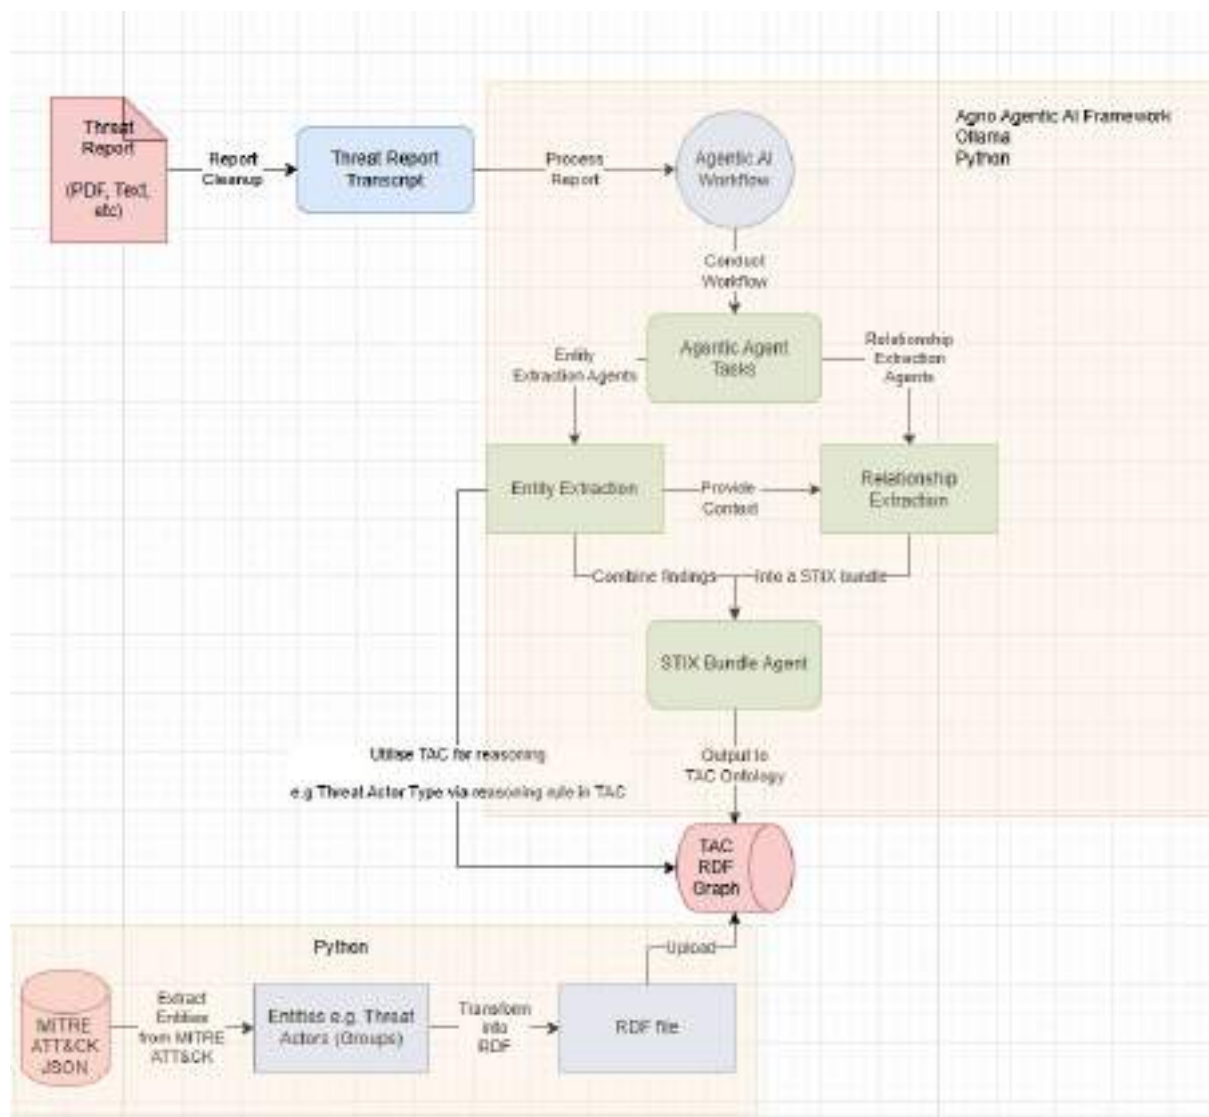 Threat
Report
(PDF, Text,
etc)
Report
Cleanup
Threat Report
Transcript
Process
Report
Agentic AI
Workflow
Agno Agentic AI Framework
Ollama
Python
Conduct
Workflow
Agentic Agent
Tasks
Entity
Extraction Agents
Relationship
Extraction
Agents
Entity Extraction
Provide
Context
Relationship
Extraction
Combine findings
Into a STIX bundle
STIX Bundle Agent
Utilise TAC for reasoning
e.g Threat Actor Type via reasoning rule in TAC
Output to
TAC Ontology
TAC
RDF
Graph
Upload
Python
MITRE
ATT&CK
JSON
Extract
Entities
from MITRE
ATT&CK
Entities e.g. Threat
Actors (Groups)
Transform
into
RDF
RDF file